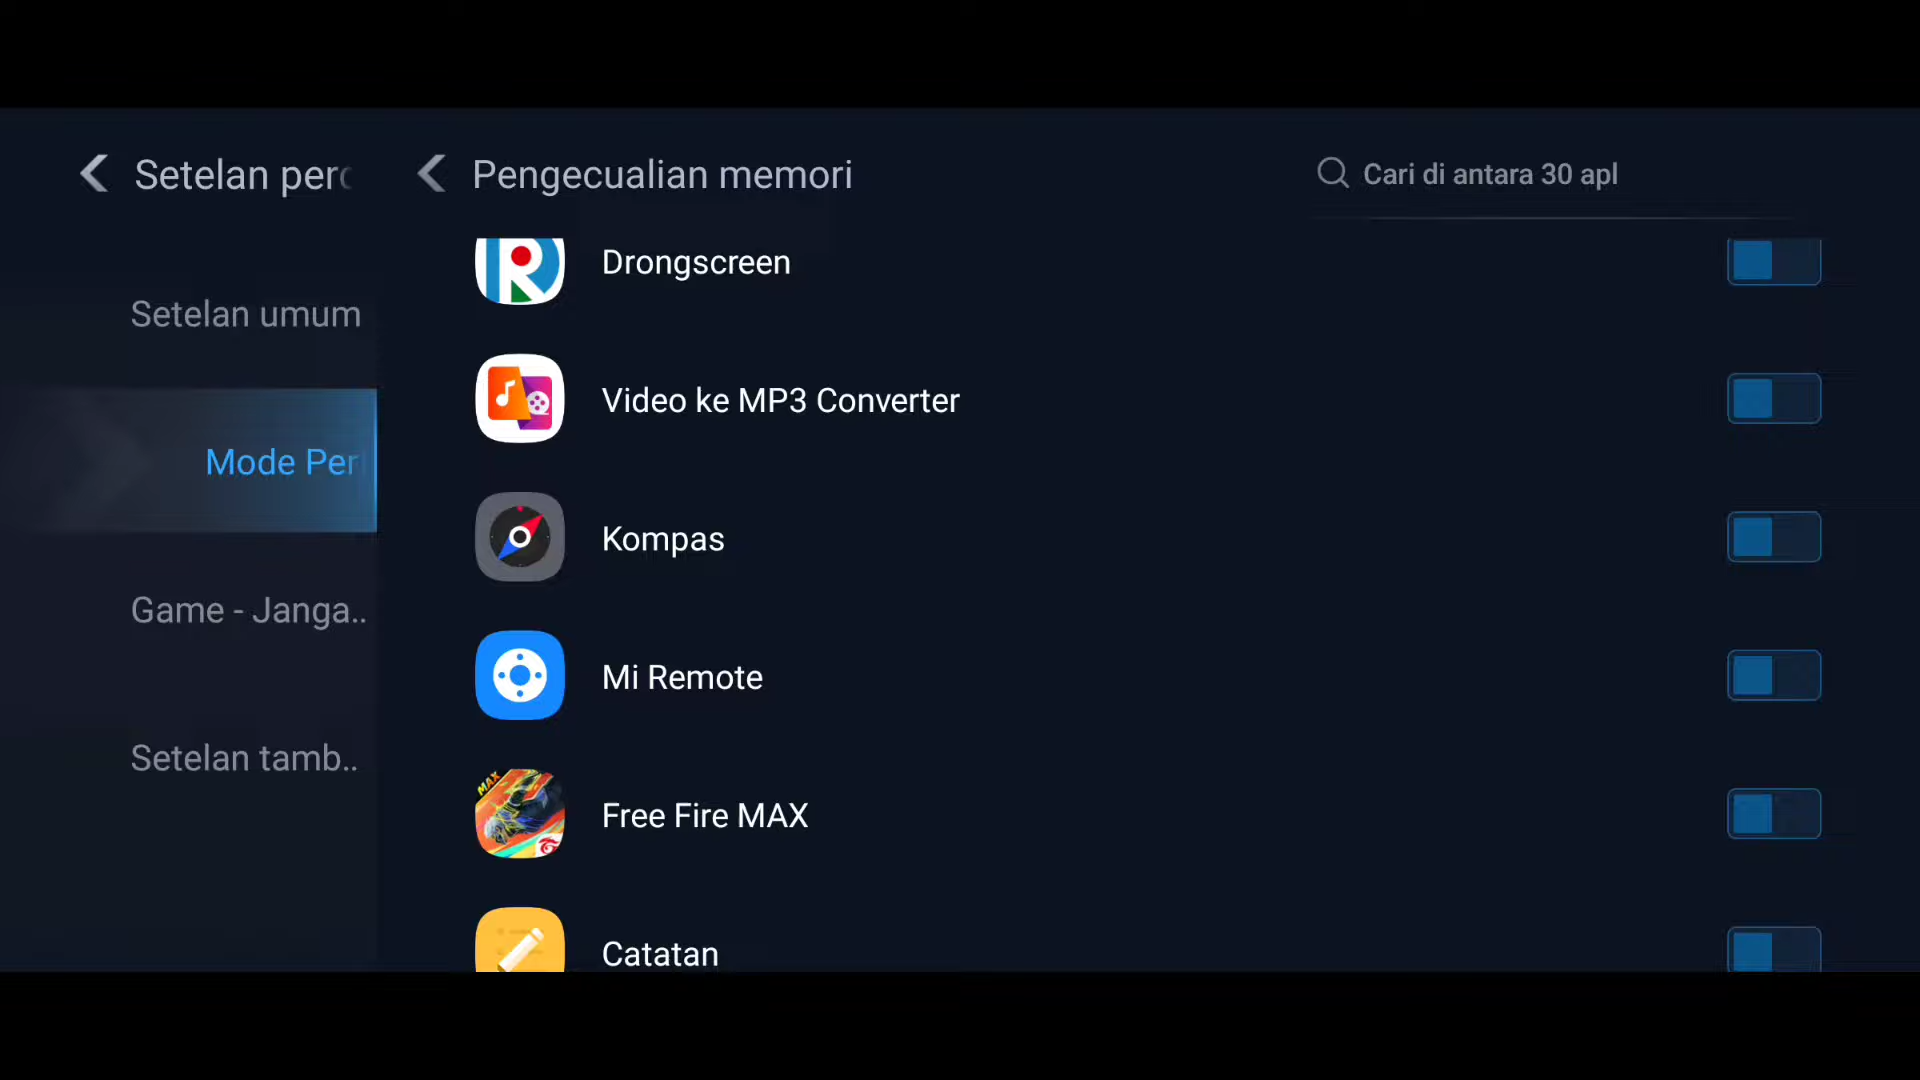 Setelan perc
Setelan umum
Mode Per
Game - Janga..
Setelan tamb..
Pengecualian memori
Cari di antara 30 apl
Drongscreen
Video ke MP3 Converter
Kompas
Mi Remote
MAX
Free Fire MAX
Catatan